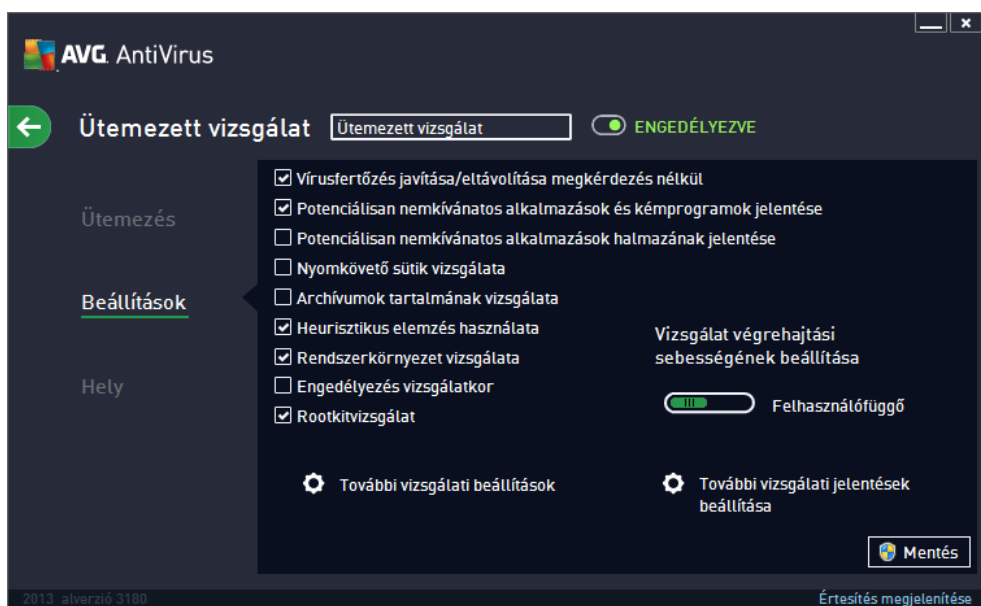 AVG. AntiVirus
Ütemezett vizsgálat
Ütemezett vizsgálat
ENGEDÉLYEZVE
Ütemezés
Beállítások
Hely
Vírusfertőzés javítása/eltávolítása megkérdezés nélkül
Potenciálisan nemkívánatos alkalmazások és kémprogramok jelentése
Potenciálisan nemkívánatos alkalmazások halmazának jelentése
Nyomkövető sütik vizsgálata
Archívumok tartalmának vizsgálata
Heurisztikus elemzés használata
Rendszerkörnyezet vizsgálata
Engedélyezés vizsgálatkor
Rootkitvizsgálat
Vizsgálat végrehajtási
sebességének beállítása
Felhasználófüggő
További vizsgálati beállítások
További vizsgálati jelentések
beállítása
Mentés
2013 alverzió 3180
Értesítés megjelenítése